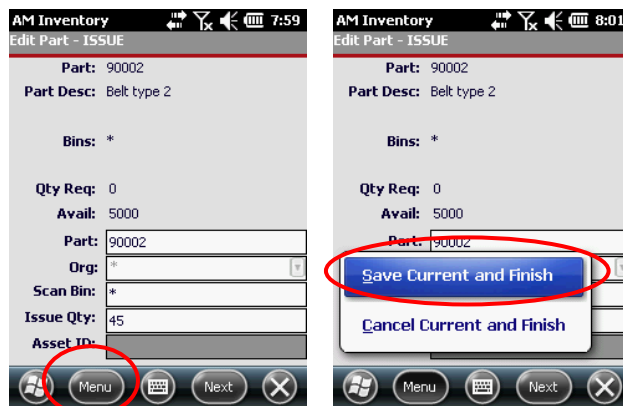 AM Inventory 7:59
Edit Part - ISSUE
Part: 90002
Part Desc: Belt type 2
Bins: *
Qty Req: 0
Avail: 5000
Part: 90002
Org: *
Scan Bin: *
Issue Qty: 45
Asset ID:
Menu Next
AM Inventory 8:01
Edit Part - ISSUE
Part: 90002
Part Desc: Belt type 2
Bins: *
Qty Req: 0
Avail: 5000
Part: 90002
Save Current and Finish
Cancel Current and Finish
Menu Next